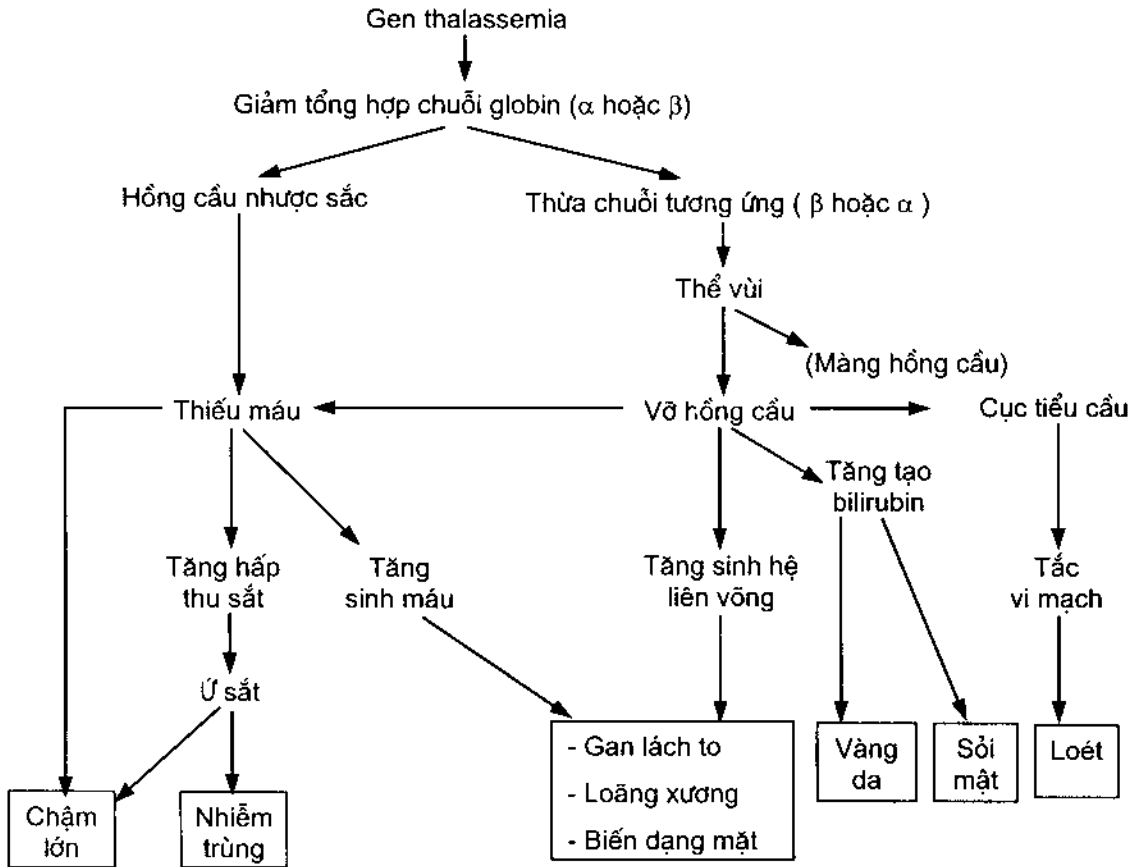 Gen thalassemia
Giảm tổng hợp chuỗi globin (α hoặc β)
Hồng cầu nhược sắc
Thừa chuỗi tương ứng ( β hoặc α )
Thể vùi
(Màng hồng cầu)
Thiếu máu
Vỡ hồng cầu
Cục tiểu cầu
Tăng tạo
bilirubin
Tăng hấp
thu sắt
Tăng
sinh máu
Tăng sinh hệ
liên võng
Tắc
vi mạch
Ứ sắt
- Gan lách to
- Loãng xương
- Biến dạng mặt
Vàng
da
Sỏi
mật
Loét
Chậm
lớn
Nhiễm
trùng